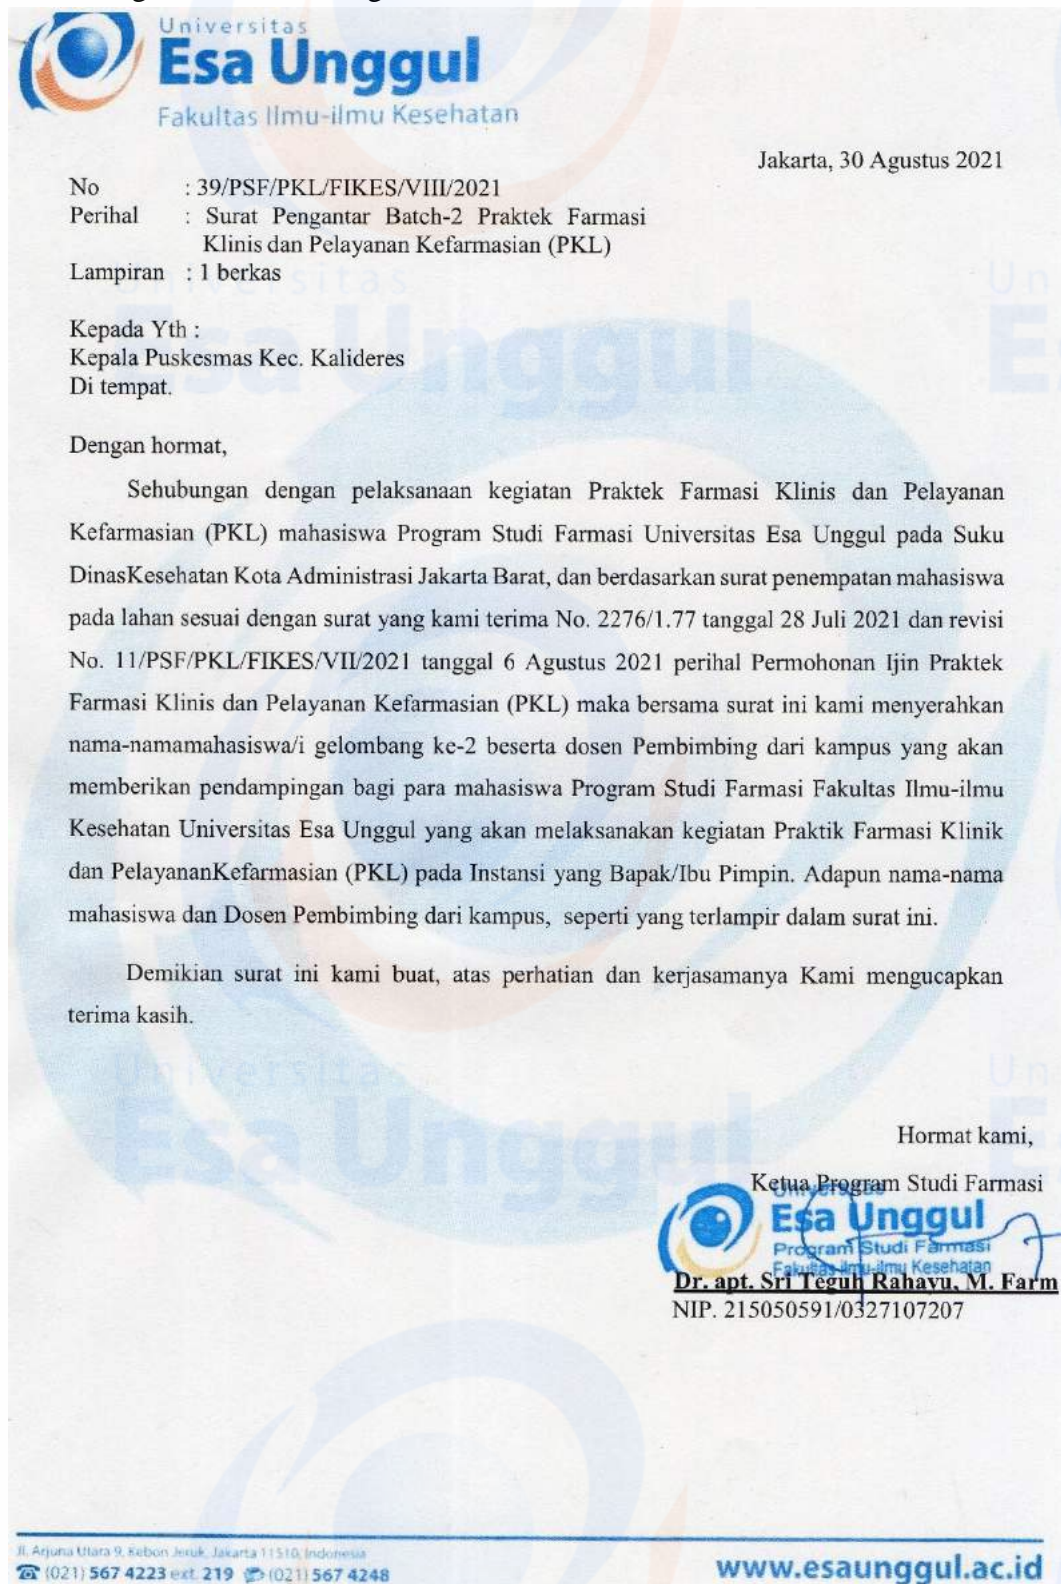 Universitas
Esa Unggul
Fakultas Ilmu-ilmu Kesehatan
Jakarta, 30 Agustus 2021
No : 39/PSF/PKL/FIKES/VIII/2021
Perihal : Surat Pengantar Batch-2 Praktek Farmasi
Klinis dan Pelayanan Kefarmasian (PKL)
Lampiran : 1 berkas
Kepada Yth :
Kepala Puskesmas Kec. Kalideres
Di tempat.
Dengan hormat,
Sehubungan dengan pelaksanaan kegiatan Praktek Farmasi Klinis dan Pelayanan
Kefarmasian (PKL) mahasiswa Program Studi Farmasi Universitas Esa Unggul pada Suku
DinasKesehatan Kota Administrasi Jakarta Barat, dan berdasarkan surat penempatan mahasiswa
pada lahan sesuai dengan surat yang kami terima No. 2276/1.77 tanggal 28 Juli 2021 dan revisi
No. 11/PSF/PKL/FIKES/VII/2021 tanggal 6 Agustus 2021 perihal Permohonan Ijin Praktek
Farmasi Klinis dan Pelayanan Kefarmasian (PKL) maka bersama surat ini kami menyerahkan
nama-namamahasiswa/i gelombang ke-2 beserta dosen Pembimbing dari kampus yang akan
memberikan pendampingan bagi para mahasiswa Program Studi Farmasi Fakultas Ilmu-ilmu
Kesehatan Universitas Esa Unggul yang akan melaksanakan kegiatan Praktik Farmasi Klinik
dan PelayananKefarmasian (PKL) pada Instansi yang Bapak/Ibu Pimpin. Adapun nama-nama
mahasiswa dan Dosen Pembimbing dari kampus, seperti yang terlampir dalam surat ini.
Demikian surat ini kami buat, atas perhatian dan kerjasamanya Kami mengucapkan
terima kasih.
Hormat kami,
Ketua Program Studi Farmasi
Universitas
Esa Unggul
Program Studi Farmasi
Fakultas Ilmu-ilmu Kesehatan
Dr. apt. Sri Teguh Rahayu, M. Farm
NIP. 215050591/0327107207
Jl. Arjuna Utara 9, Kebon Jeruk, Jakarta 11510, Indonesia
(021) 567 4223 ext. 219 (021) 567 4248
www.esaunggul.ac.id